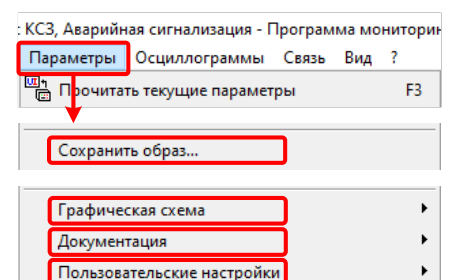 : КСЗ, Аварийная сигнализация - Программа
Параметры Осциллограммы Связь Вид ?
Прочитать текущие параметры F3
Сохранить образ...
Графическая схема
Документация
Пользовательские настройки